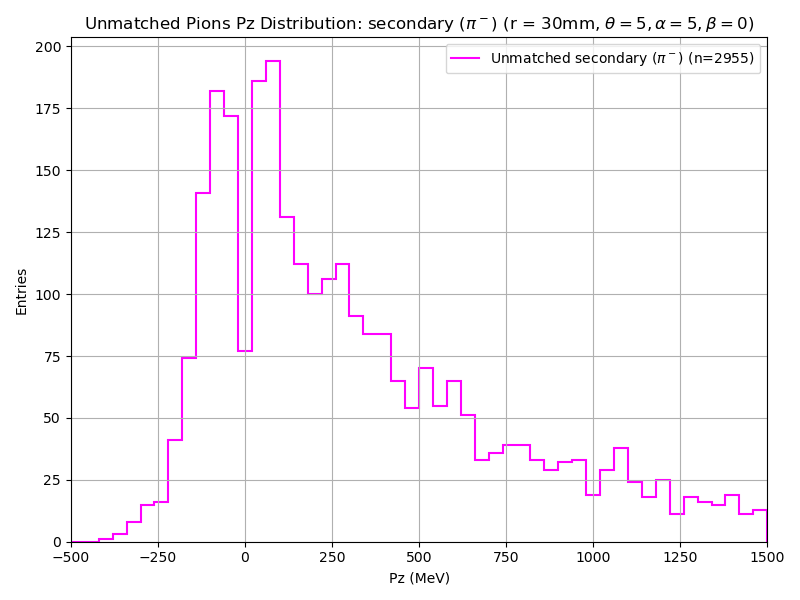 Unmatched Pions Pz Distribution: secondary (π⁻) (r = 30mm, θ = 5, α = 5, β = 0)
Unmatched secondary (π⁻) (n=2955)
200
175
150
125
100
75
50
25
0
Entries
−500 −250 0 250 500 750 1000 1250 1500
Pz (MeV)